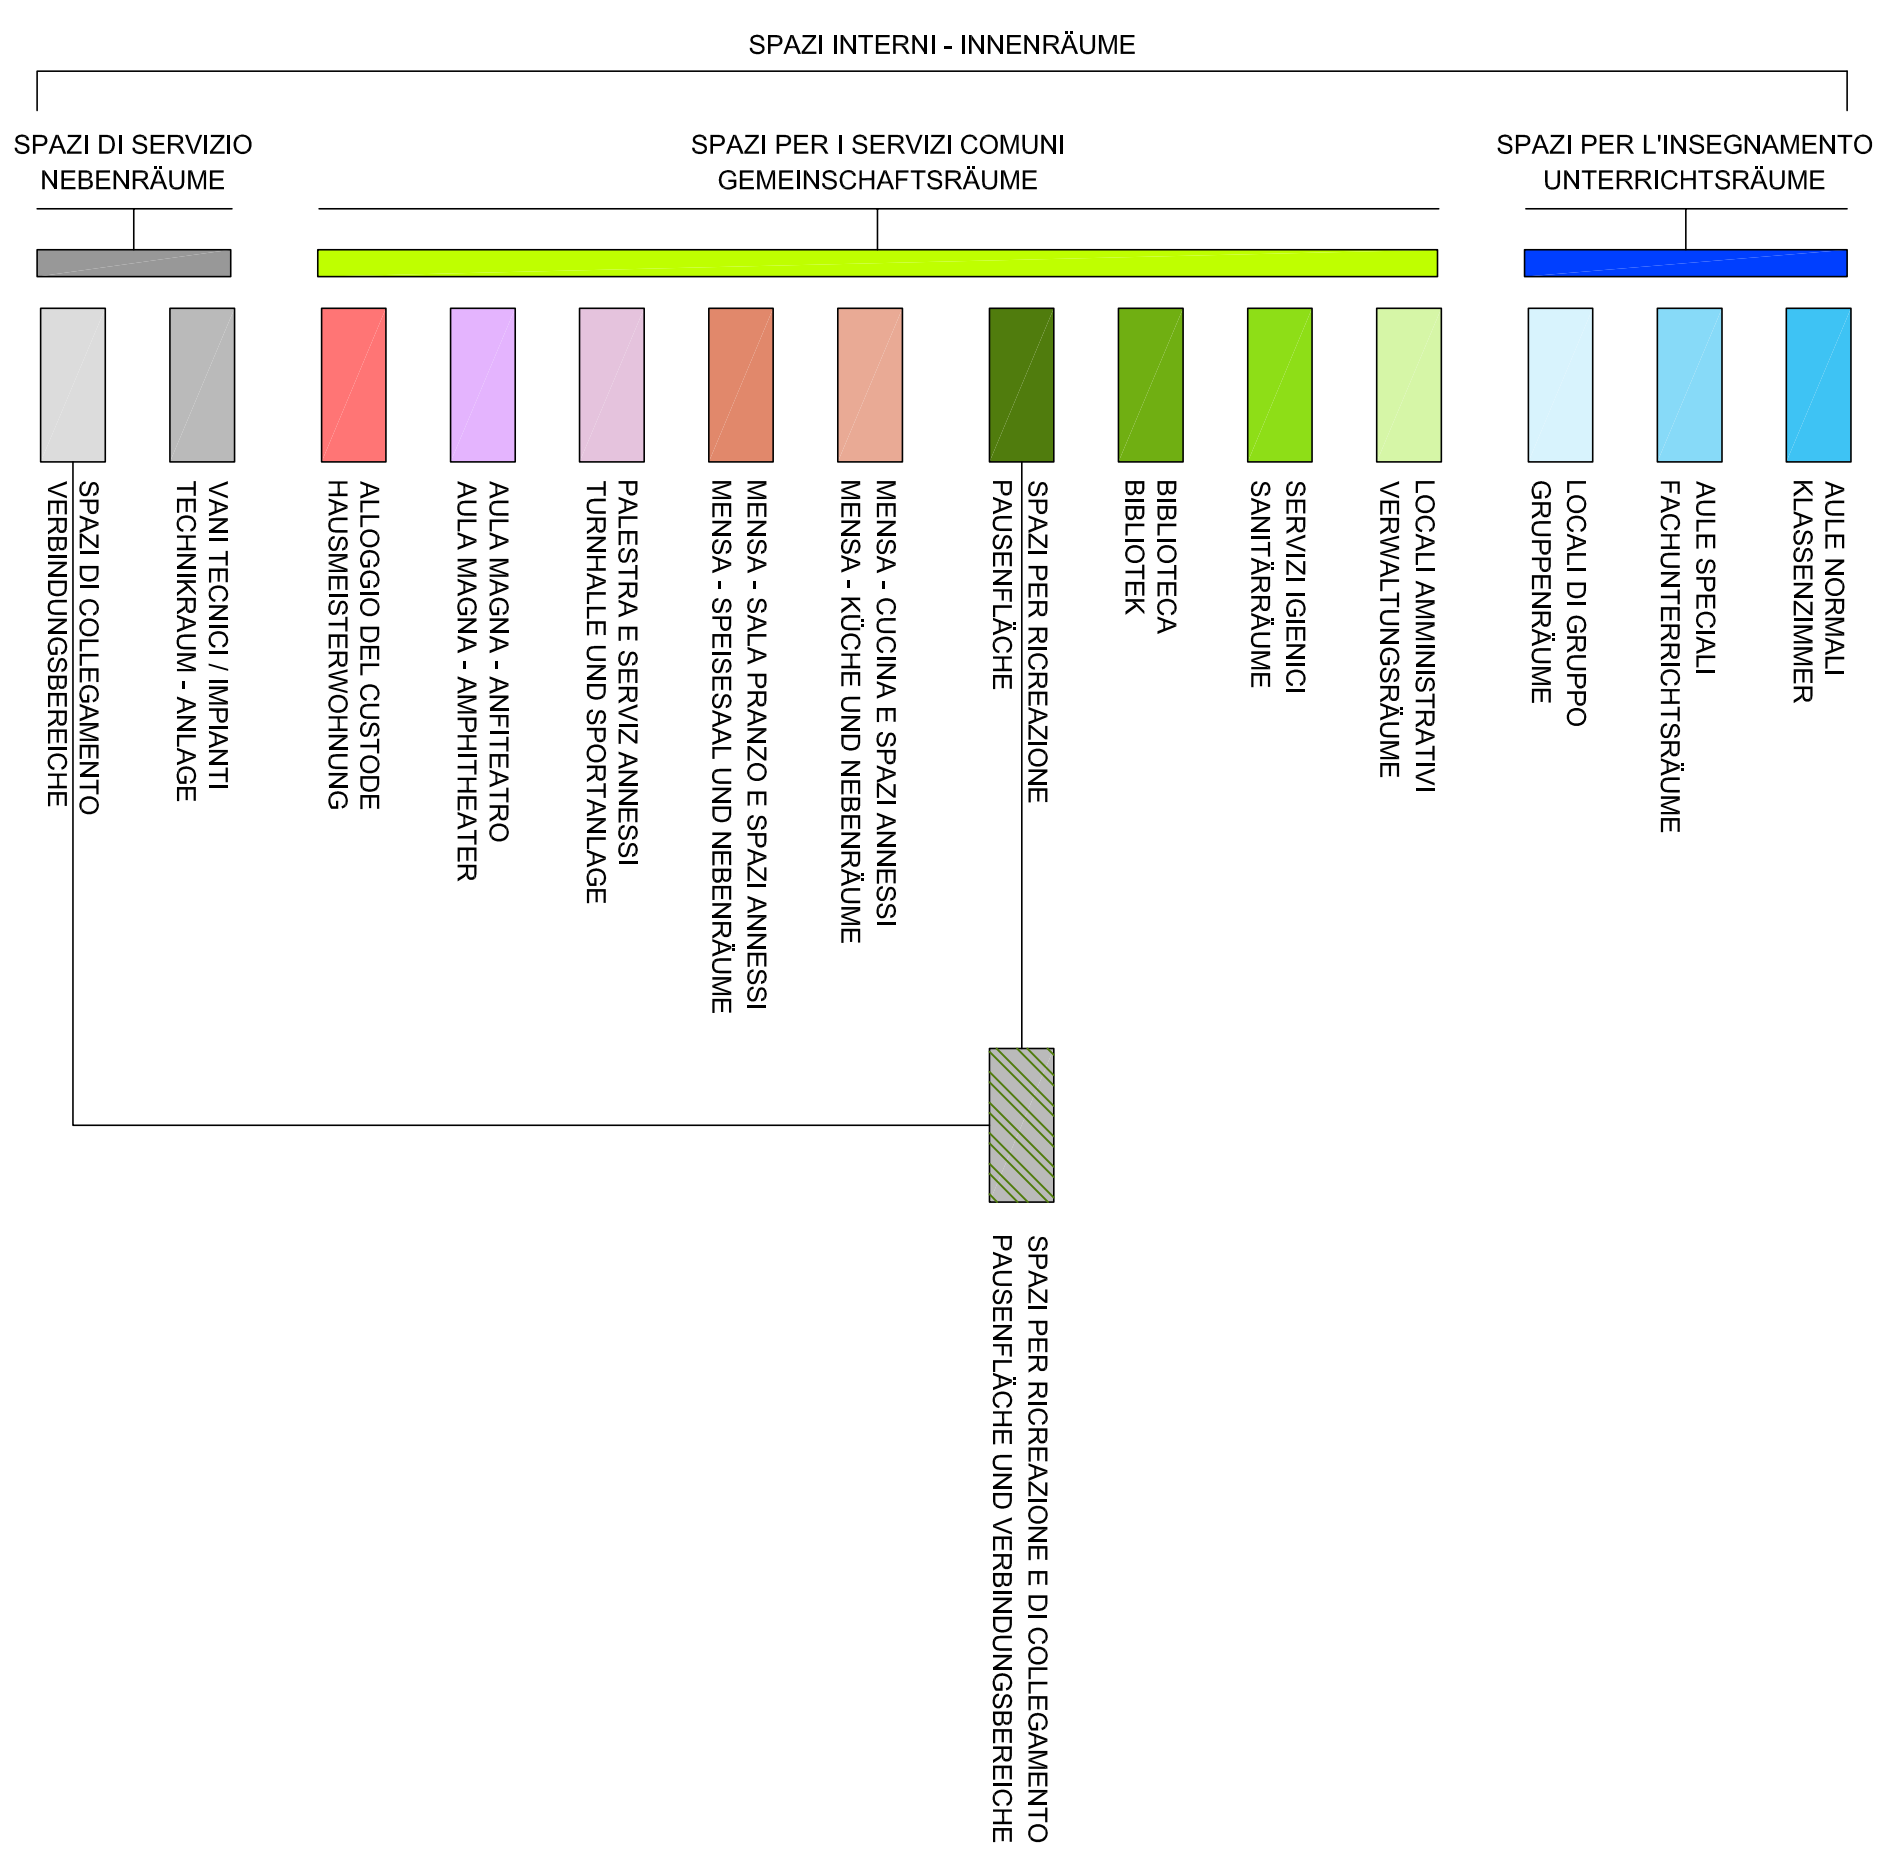 SPAZI INTERNI - INNENRÄUME
SPAZI DI SERVIZIO
NEBENRÄUME
SPAZI PER I SERVIZI COMUNI
GEMEINSCHAFTSRÄUME
SPAZI PER L'INSEGNAMENTO
UNTERRICHTSRÄUME
SPAZI DI COLLEGAMENTO
VERBINDUNGSBEREICHE
VANI TECNICI / IMPIANTI
TECHNIKRAUM - ANLAGE
ALLOGGIO DEL CUSTODE
HAUSMEISTERWOHNUNG
AULA MAGNA - ANFITEATRO
AULA MAGNA - AMPHITHEATER
PALESTRA E SERVIZ ANNESSI
TURNHALLE UND SPORTANLAGE
MENSA - SALA PRANZO E SPAZI ANNESSI
MENSA - SPEISESAAL UND NEBENRÄUME
MENSA - CUCINA E SPAZI ANNESSI
MENSA - KÜCHE UND NEBENRÄUME
SPAZI PER RICREAZIONE
PAUSENFLÄCHE
BIBLIOTECA
BIBLIOTEK
SERVIZI IGIENICI
SANITÄRRÄUME
LOCALI AMMINISTRATIVI
VERWALTUNGSRÄUME
LOCALI DI GRUPPO
GRUPPENRÄUME
AULE SPECIALI
FACHUNTERRICHTSRÄUME
AULE NORMALI
KLASSENZIMMER
SPAZI PER RICREAZIONE E DI COLLEGAMENTO
PAUSENFLÄCHE UND VERBINDUNGSBEREICHE